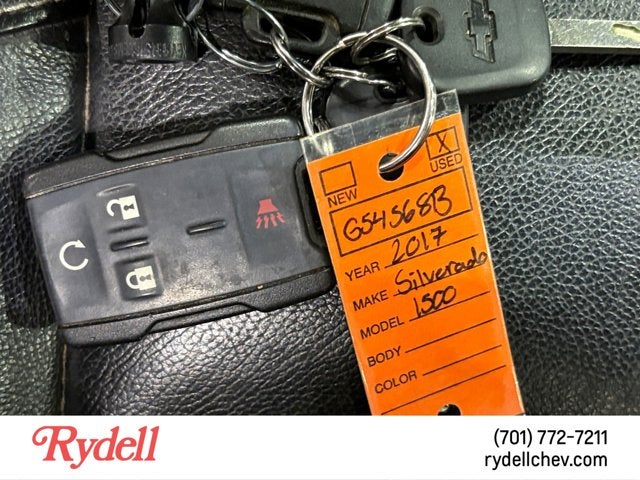 X
NEW
USED
G54568B
YEAR 2017
MAKE Silverado
MODEL 1500
BODY
COLOR
Rydell
(701) 772-7211
rydellchev.com